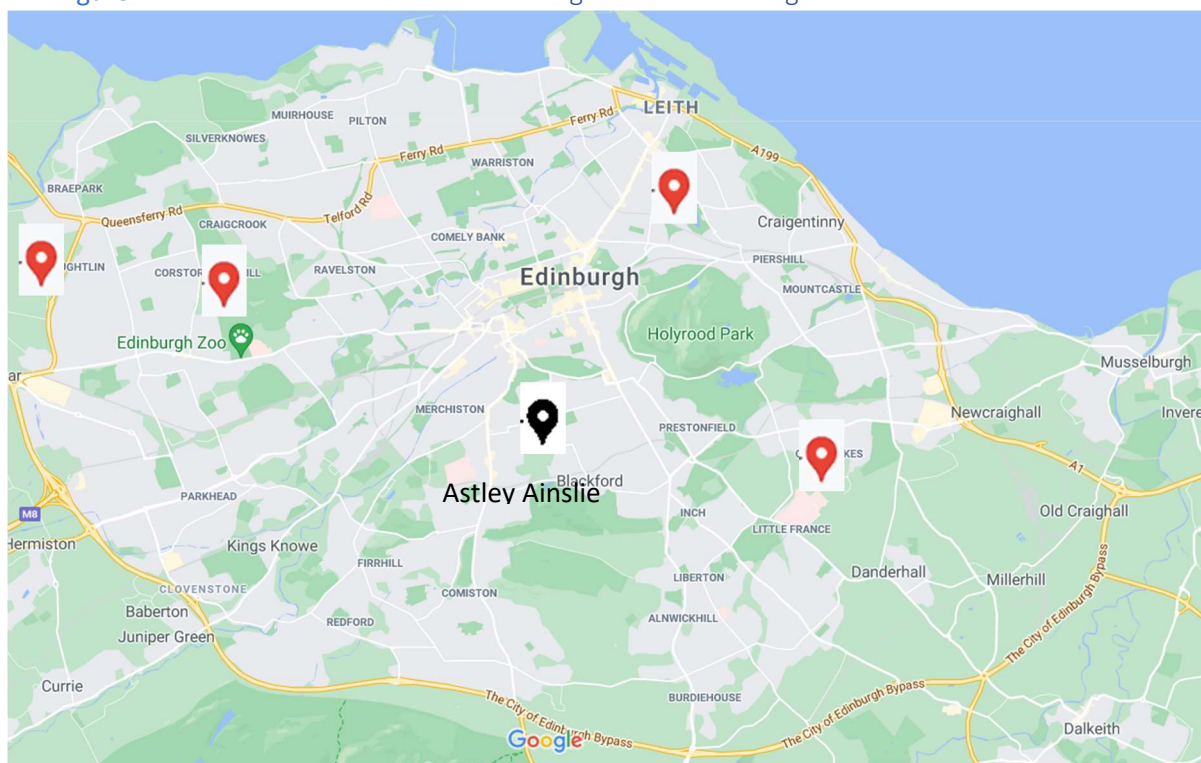 LEITH
MUIRHOUSE
PILTON
Ferry Rd
SILVERKNOWES
A199
Ferry Rd
WARRISTON
BRAEPARK
Telford Rd
Queensferry Rd
CRAIGCROOK
Craigentinny
COMELY BANK
PIERSHILL
RAVELSTON
Edinburgh
MOUNTCASTLE
Holyrood Park
Edinburgh Zoo
Musselburgh
MERCHISTON
Newcraighall
PRESTONFIELD
A1
Blackford
Astley Ainslie
PARKHEAD
INCH
Old Craighall
M8
LITTLE FRANCE
Hermiston
Kings Knowe
FIRRHILL
Danderhall
LIBERTON
Millerhill
CLOVENSTONE
COMISTON
Baberton
ALNWICKHILL
REDFORD
Juniper Green
The City of Edinburgh Bypass
Currie
BURDIEHOUSE
The City of Edinburgh Bypass
The City of Edinburgh Bypass
Dalkeith
Google